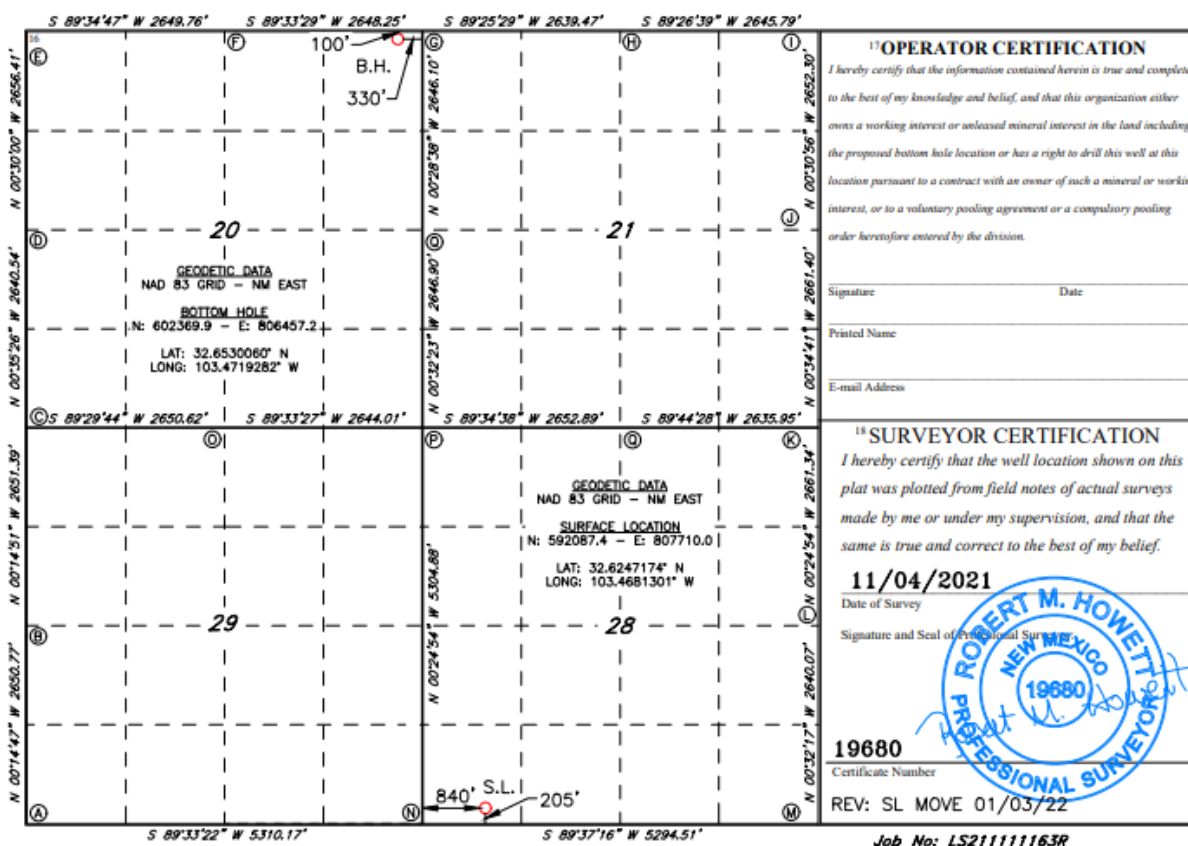 S 89°34'47" W 2649.76'
S 89°33'29" W 2648.25'
S 89°25'29" W 2639.47'
S 89°26'39" W 2645.79'
16
E
F
100'
B.H.
330'
G
H
I
N 00°30'00" W 2656.41'
N 00°28'38" W 2646.10'
N 00°30'56" W 2652.30'
20
21
D
Q
J
GEODETIC DATA
NAD 83 GRID - NM EAST
BOTTOM HOLE
N: 602369.9 - E: 806457.2
LAT: 32.6530060° N
LONG: 103.4719282° W
N 00°35'26" W 2640.54'
N 00°32'23" W 2646.90'
N 00°34'41" W 2661.40'
C
S 89°29'44" W 2650.62'
S 89°33'27" W 2644.01'
S 89°34'38" W 2652.89'
S 89°44'28" W 2635.95'
O
P
Q
K
N 00°14'51" W 2651.39'
N 00°24'54" W 5304.88'
N 00°24'54" W 2661.34'
GEODETIC DATA
NAD 83 GRID - NM EAST
SURFACE LOCATION
N: 592087.4 - E: 807710.0
LAT: 32.6247174° N
LONG: 103.4681301° W
29
28
B
L
N 00°14'47" W 2650.77'
N 00°32'17" W 2640.07'
840'
S.L.
205'
A
N
M
S 89°33'22" W 5310.17'
S 89°37'16" W 5294.51'
17 OPERATOR CERTIFICATION
I hereby certify that the information contained herein is true and complete
to the best of my knowledge and belief, and that this organization either
owns a working interest or unleased mineral interest in the land including
the proposed bottom hole location or has a right to drill this well at this
location pursuant to a contract with an owner of such a mineral or workin
interest, or to a voluntary pooling agreement or a compulsory pooling
order heretofore entered by the division.
Signature Date
Printed Name
E-mail Address
18 SURVEYOR CERTIFICATION
I hereby certify that the well location shown on this
plat was plotted from field notes of actual surveys
made by me or under my supervision, and that the
same is true and correct to the best of my belief.
11/04/2021
Date of Survey
Signature and Seal of Professional Surveyor:
ROBERT M. HOWETT
NEW MEXICO
19680
PROFESSIONAL SURVEYOR
Robert M. Howett
19680
Certificate Number
REV: SL MOVE 01/03/22
Job No: LS211111163R